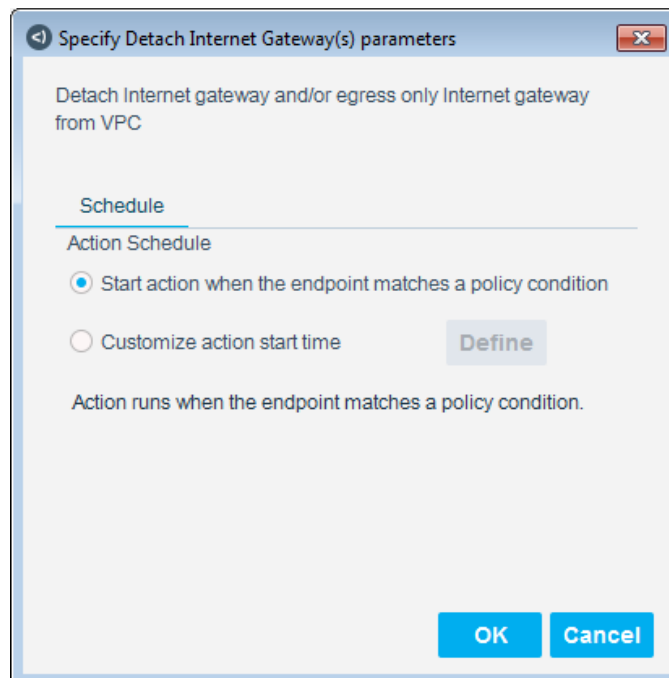 Specify Detach Internet Gateway(s) parameters
Detach Internet gateway and/or egress only Internet gateway
from VPC
Schedule
Action Schedule
Start action when the endpoint matches a policy condition
Customize action start time Define
Action runs when the endpoint matches a policy condition.
OK Cancel